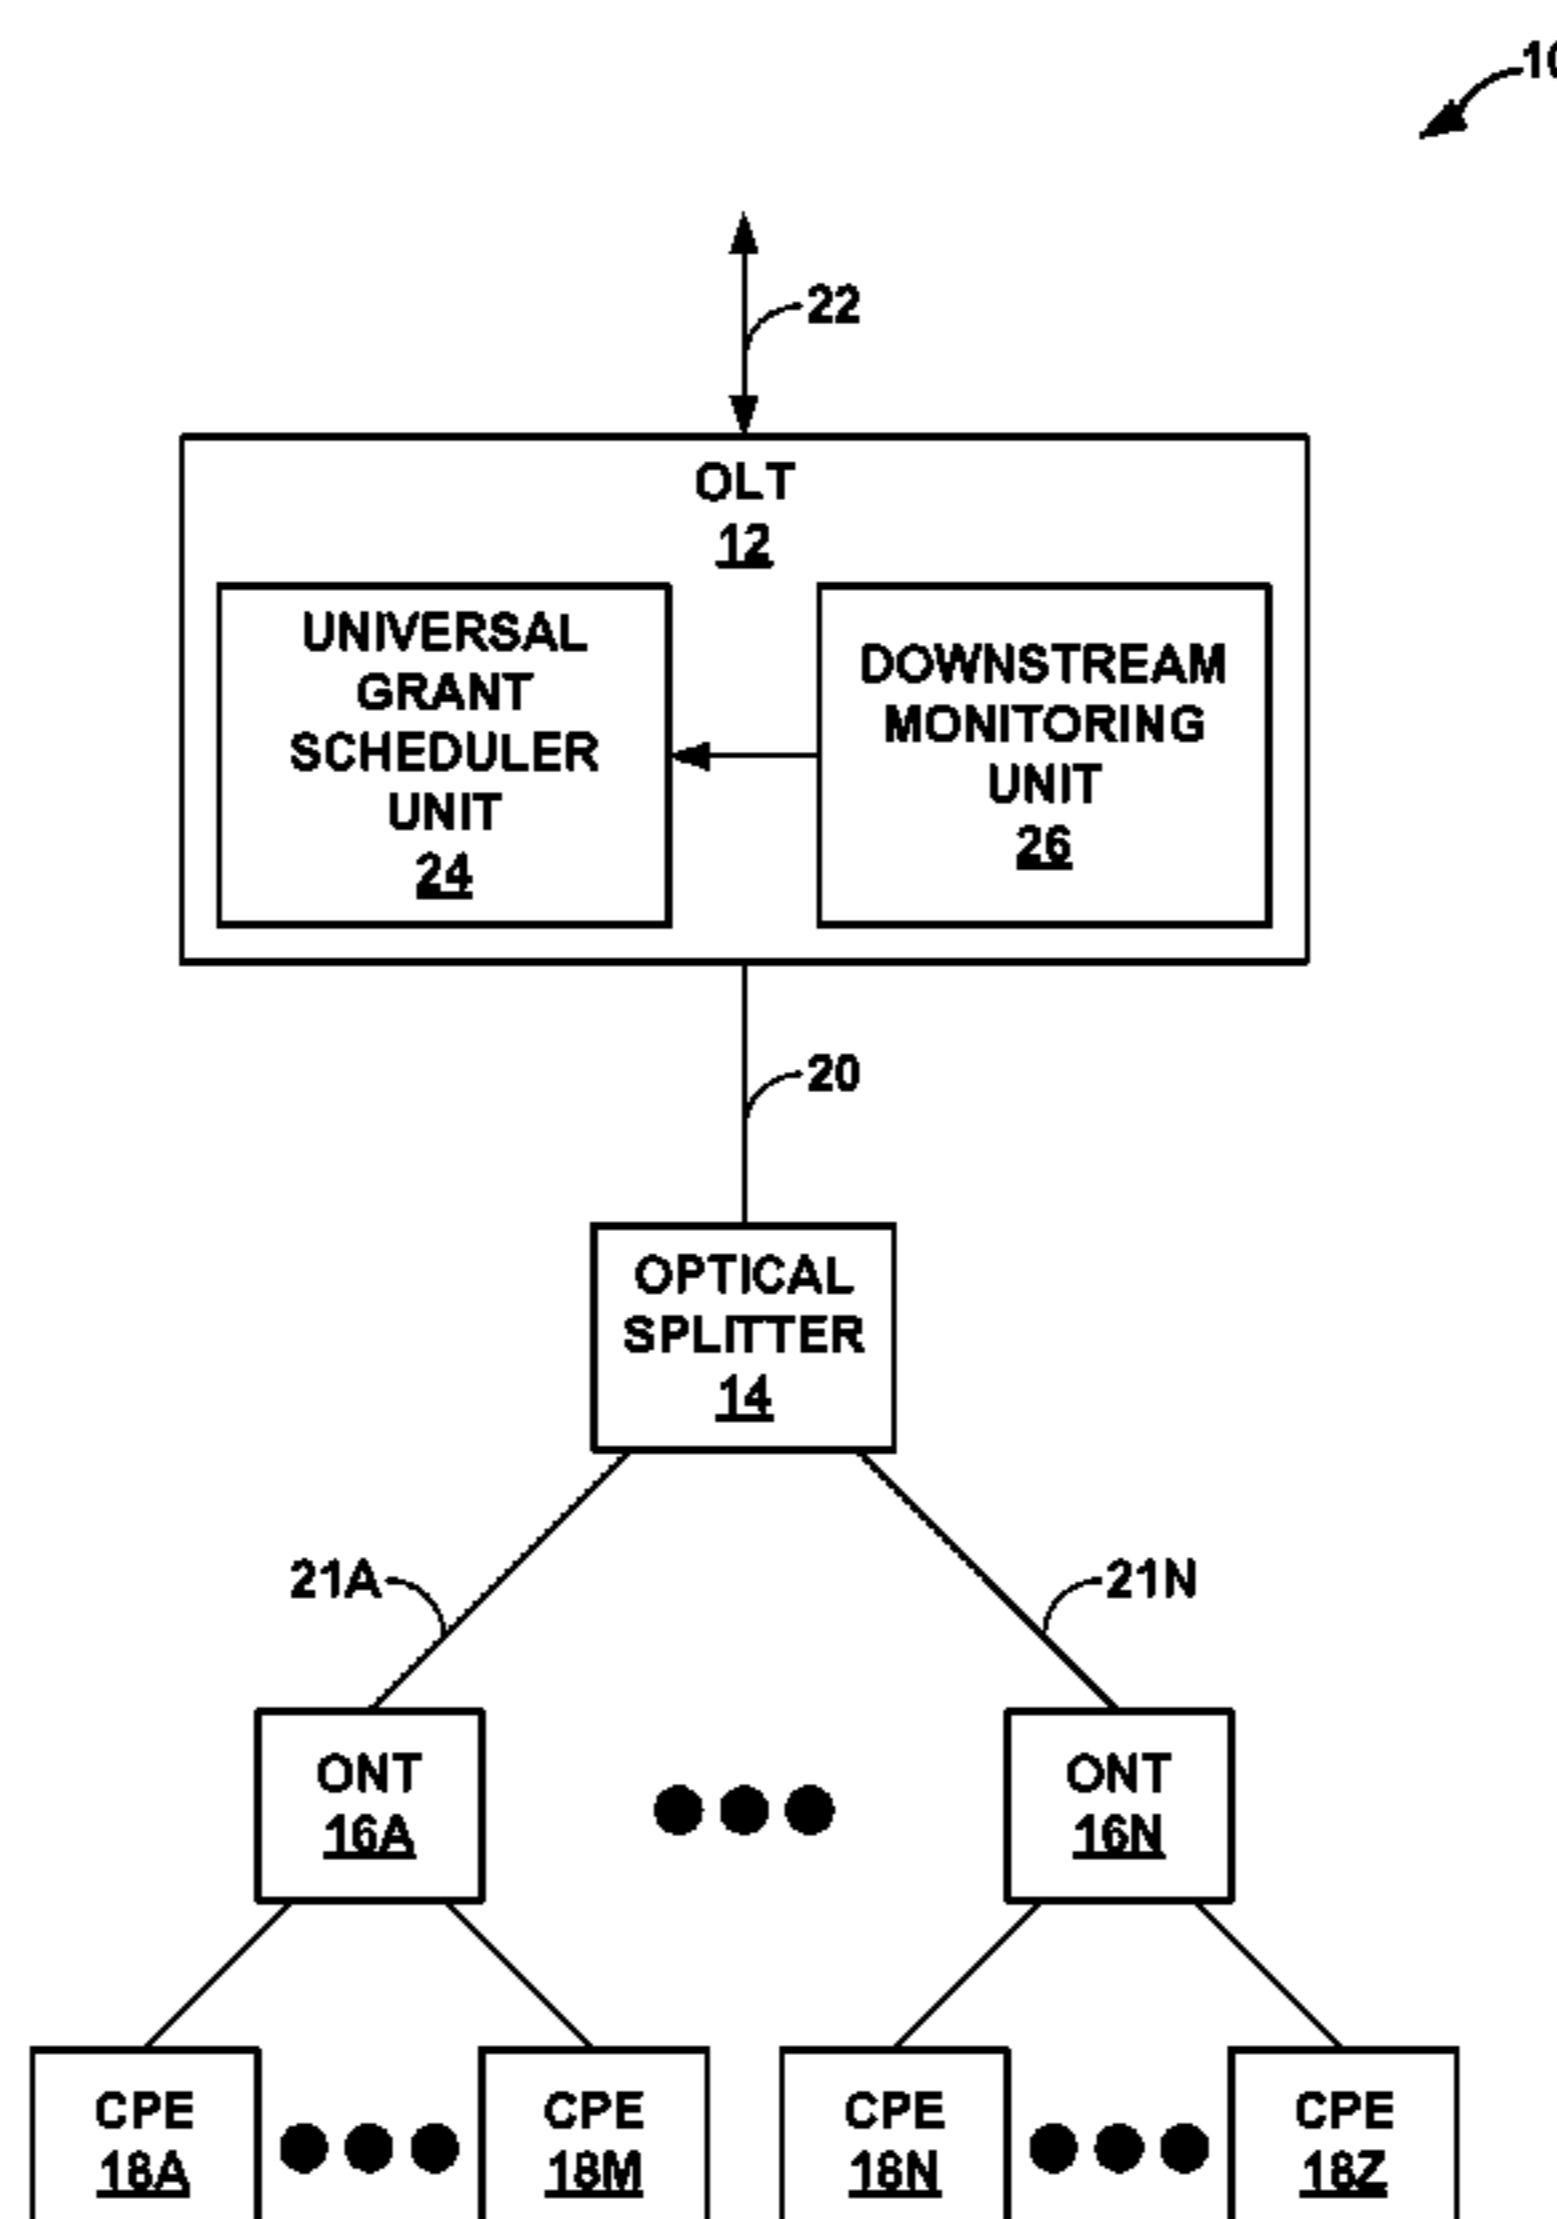 10
22
OLT
12
UNIVERSAL
GRANT
SCHEDULER
UNIT
24
DOWNSTREAM
MONITORING
UNIT
26
20
OPTICAL
SPLITTER
14
21A
21N
ONT
16A
ONT
16N
CPE
18A
CPE
18M
CPE
18N
CPE
18Z